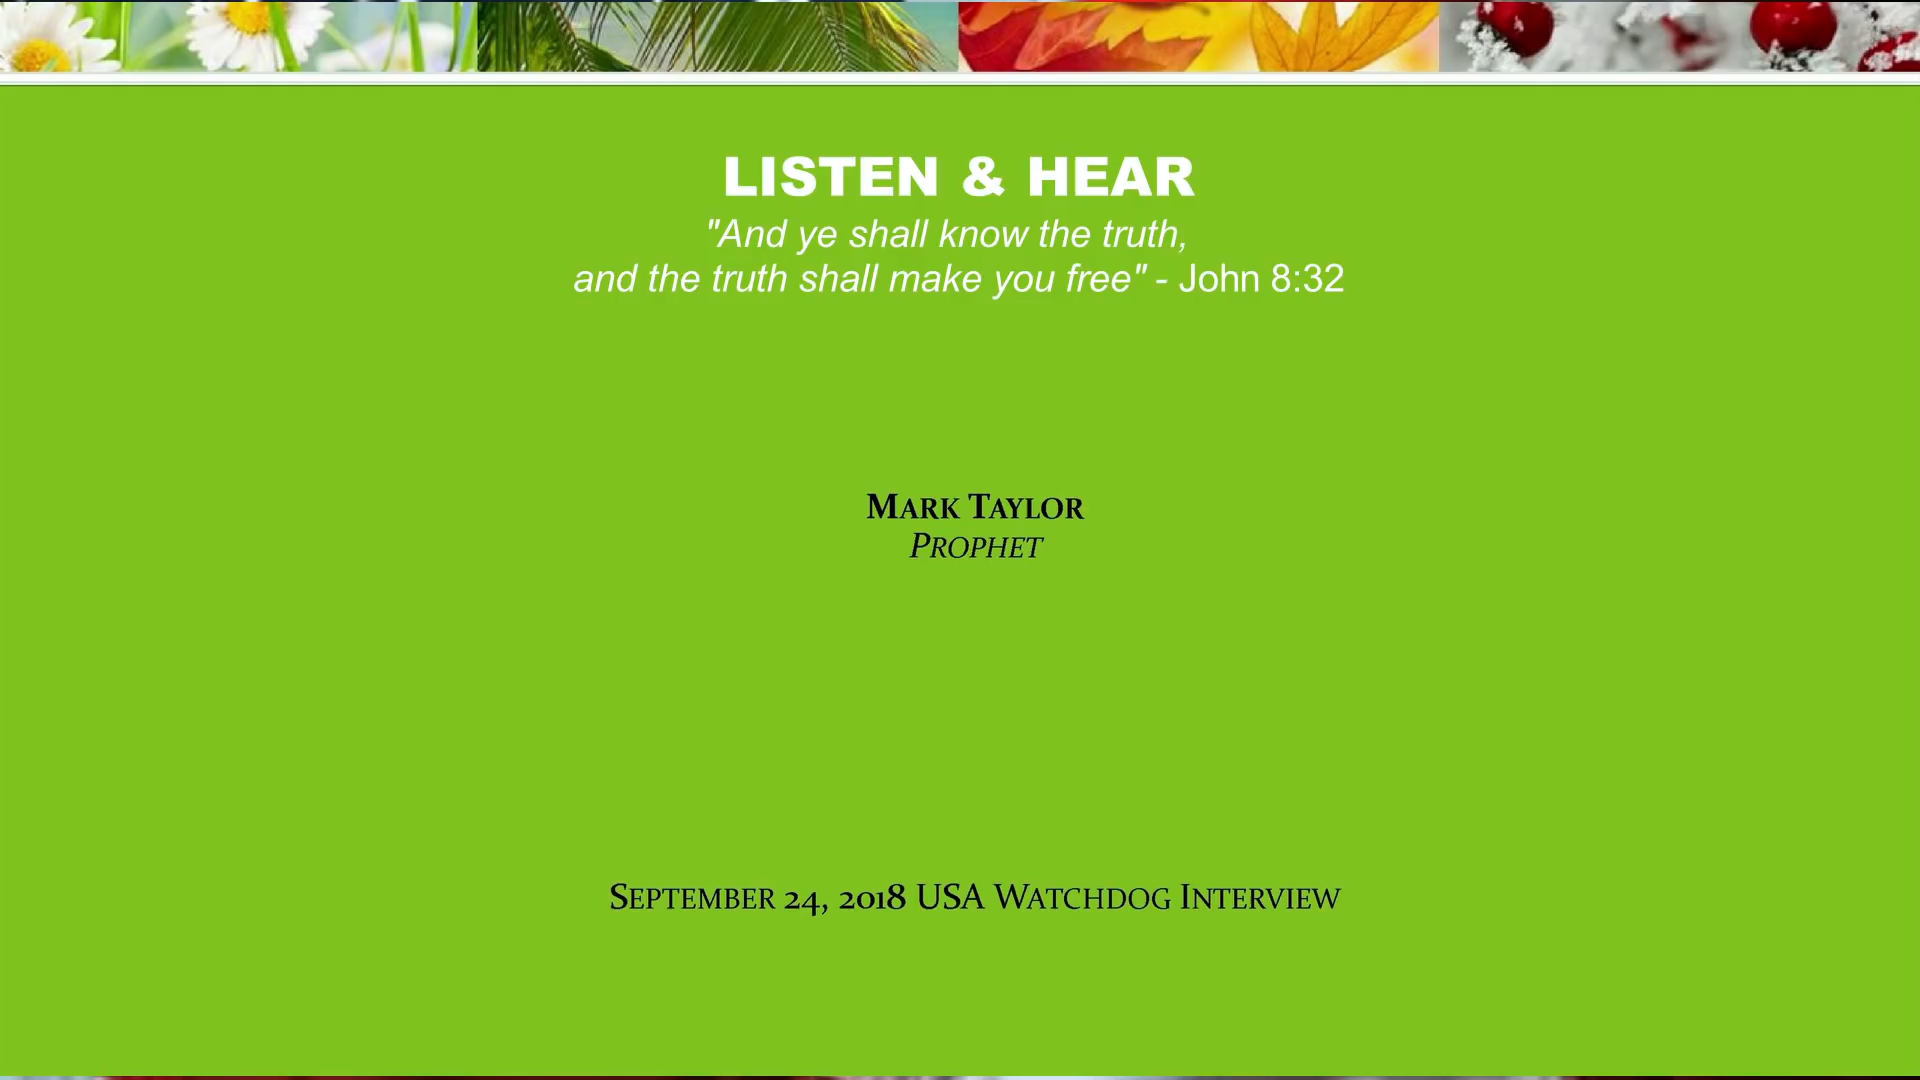 LISTEN & HEAR
"And ye shall know the truth,
and the truth shall make you free" - John 8:32
Mark Taylor
Prophet
September 24, 2018 USA Watchdog Interview